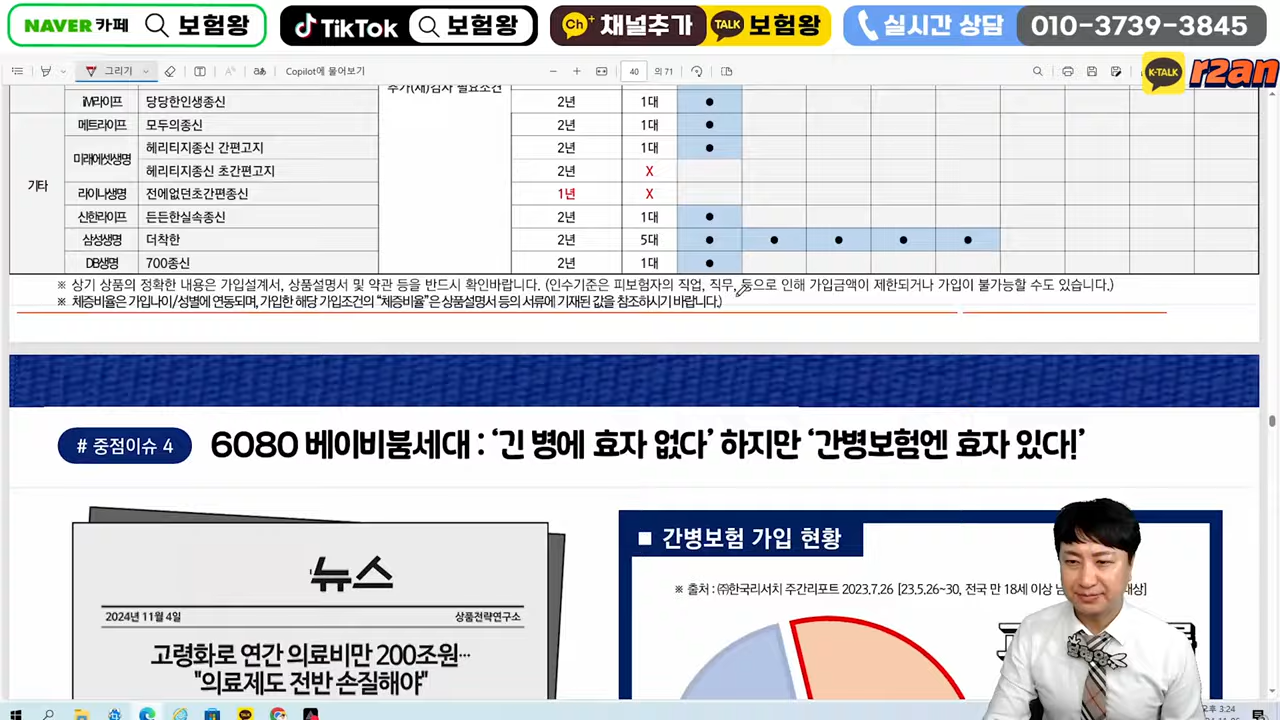 NAVER 카페 보험왕
TikTok 보험왕
Ch+ 채널추가 TALK 보험왕
실시간 상담 010-3739-3845
그리기
Copilot에 물어보기
40 의 71
K-TALK r2an
추가(재)심사 필요조건
iM라이프 당당한인생종신 2년 1대 ●
기타
메트라이프 모두의종신 2년 1대 ●
미래에셋생명 헤리티지종신 간편고지 2년 1대 ●
헤리티지종신 초간편고지 2년 X
라이나생명 전에없던초간편종신 1년 X
신한라이프 든든한실속종신 2년 1대 ●
삼성생명 더착한 2년 5대 ● ● ● ● ●
DB생명 700종신 2년 1대 ●
※ 상기 상품의 정확한 내용은 가입설계서, 상품설명서 및 약관 등을 반드시 확인바랍니다. (인수기준은 피보험자의 직업, 직무, 등으로 인해 가입금액이 제한되거나 가입이 불가능할 수도 있습니다.)
※ 체증비율은 가입나이/성별에 연동되며, 가입한 해당 가입조건의 "체증비율"은 상품설명서 등의 서류에 기재된 값을 참조하시기 바랍니다.)
# 중점이슈 4
6080 베이비붐세대 : ‘긴 병에 효자 없다’ 하지만 ‘간병보험엔 효자 있다!’
뉴스
2024년 11월 4일 상품전략연구소
고령화로 연간 의료비만 200조원…
"의료제도 전반 손질해야"
■ 간병보험 가입 현황
※ 출처 : ㈜한국리서치 주간리포트 2023.7.26 [23.5.26~30, 전국 만 18세 이상 대상]
오후 3:24